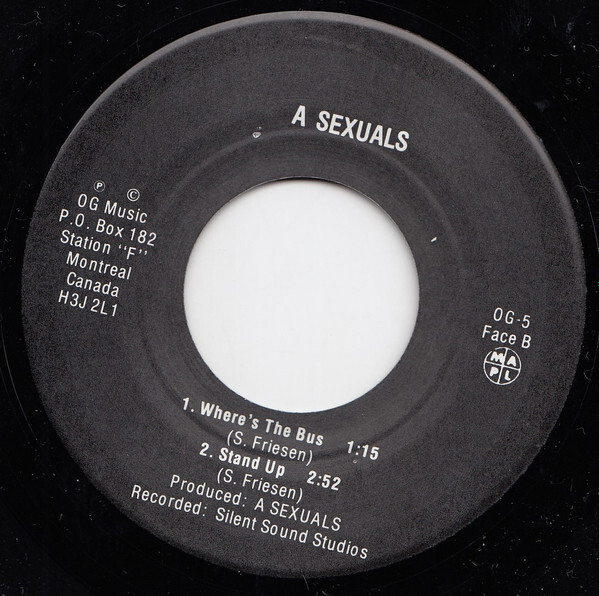 A SEXUALS
℗ ©
OG Music
P.O. Box 182
Station "F"
Montreal
Canada
H3J 2L1
OG-5
Face B
M A
P L
1. Where's The Bus 1:15
(S. Friesen)
2. Stand Up 2:52
(S. Friesen)
Produced: A SEXUALS
Recorded: Silent Sound Studios